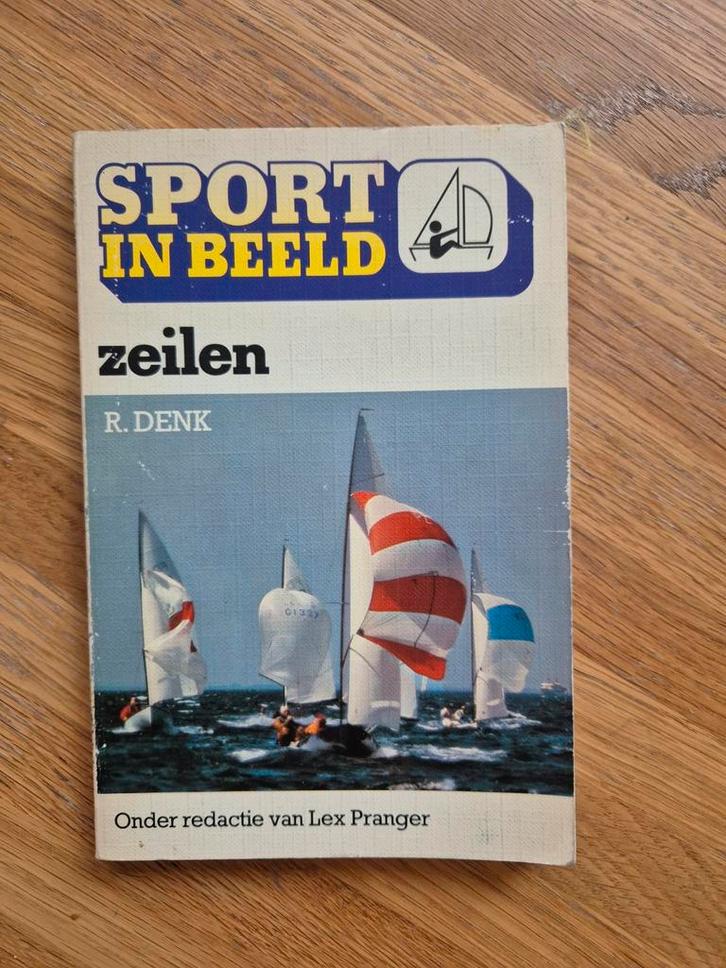 SPORT
IN BEELD
zeilen
R. DENK
Onder redactie van Lex Pranger